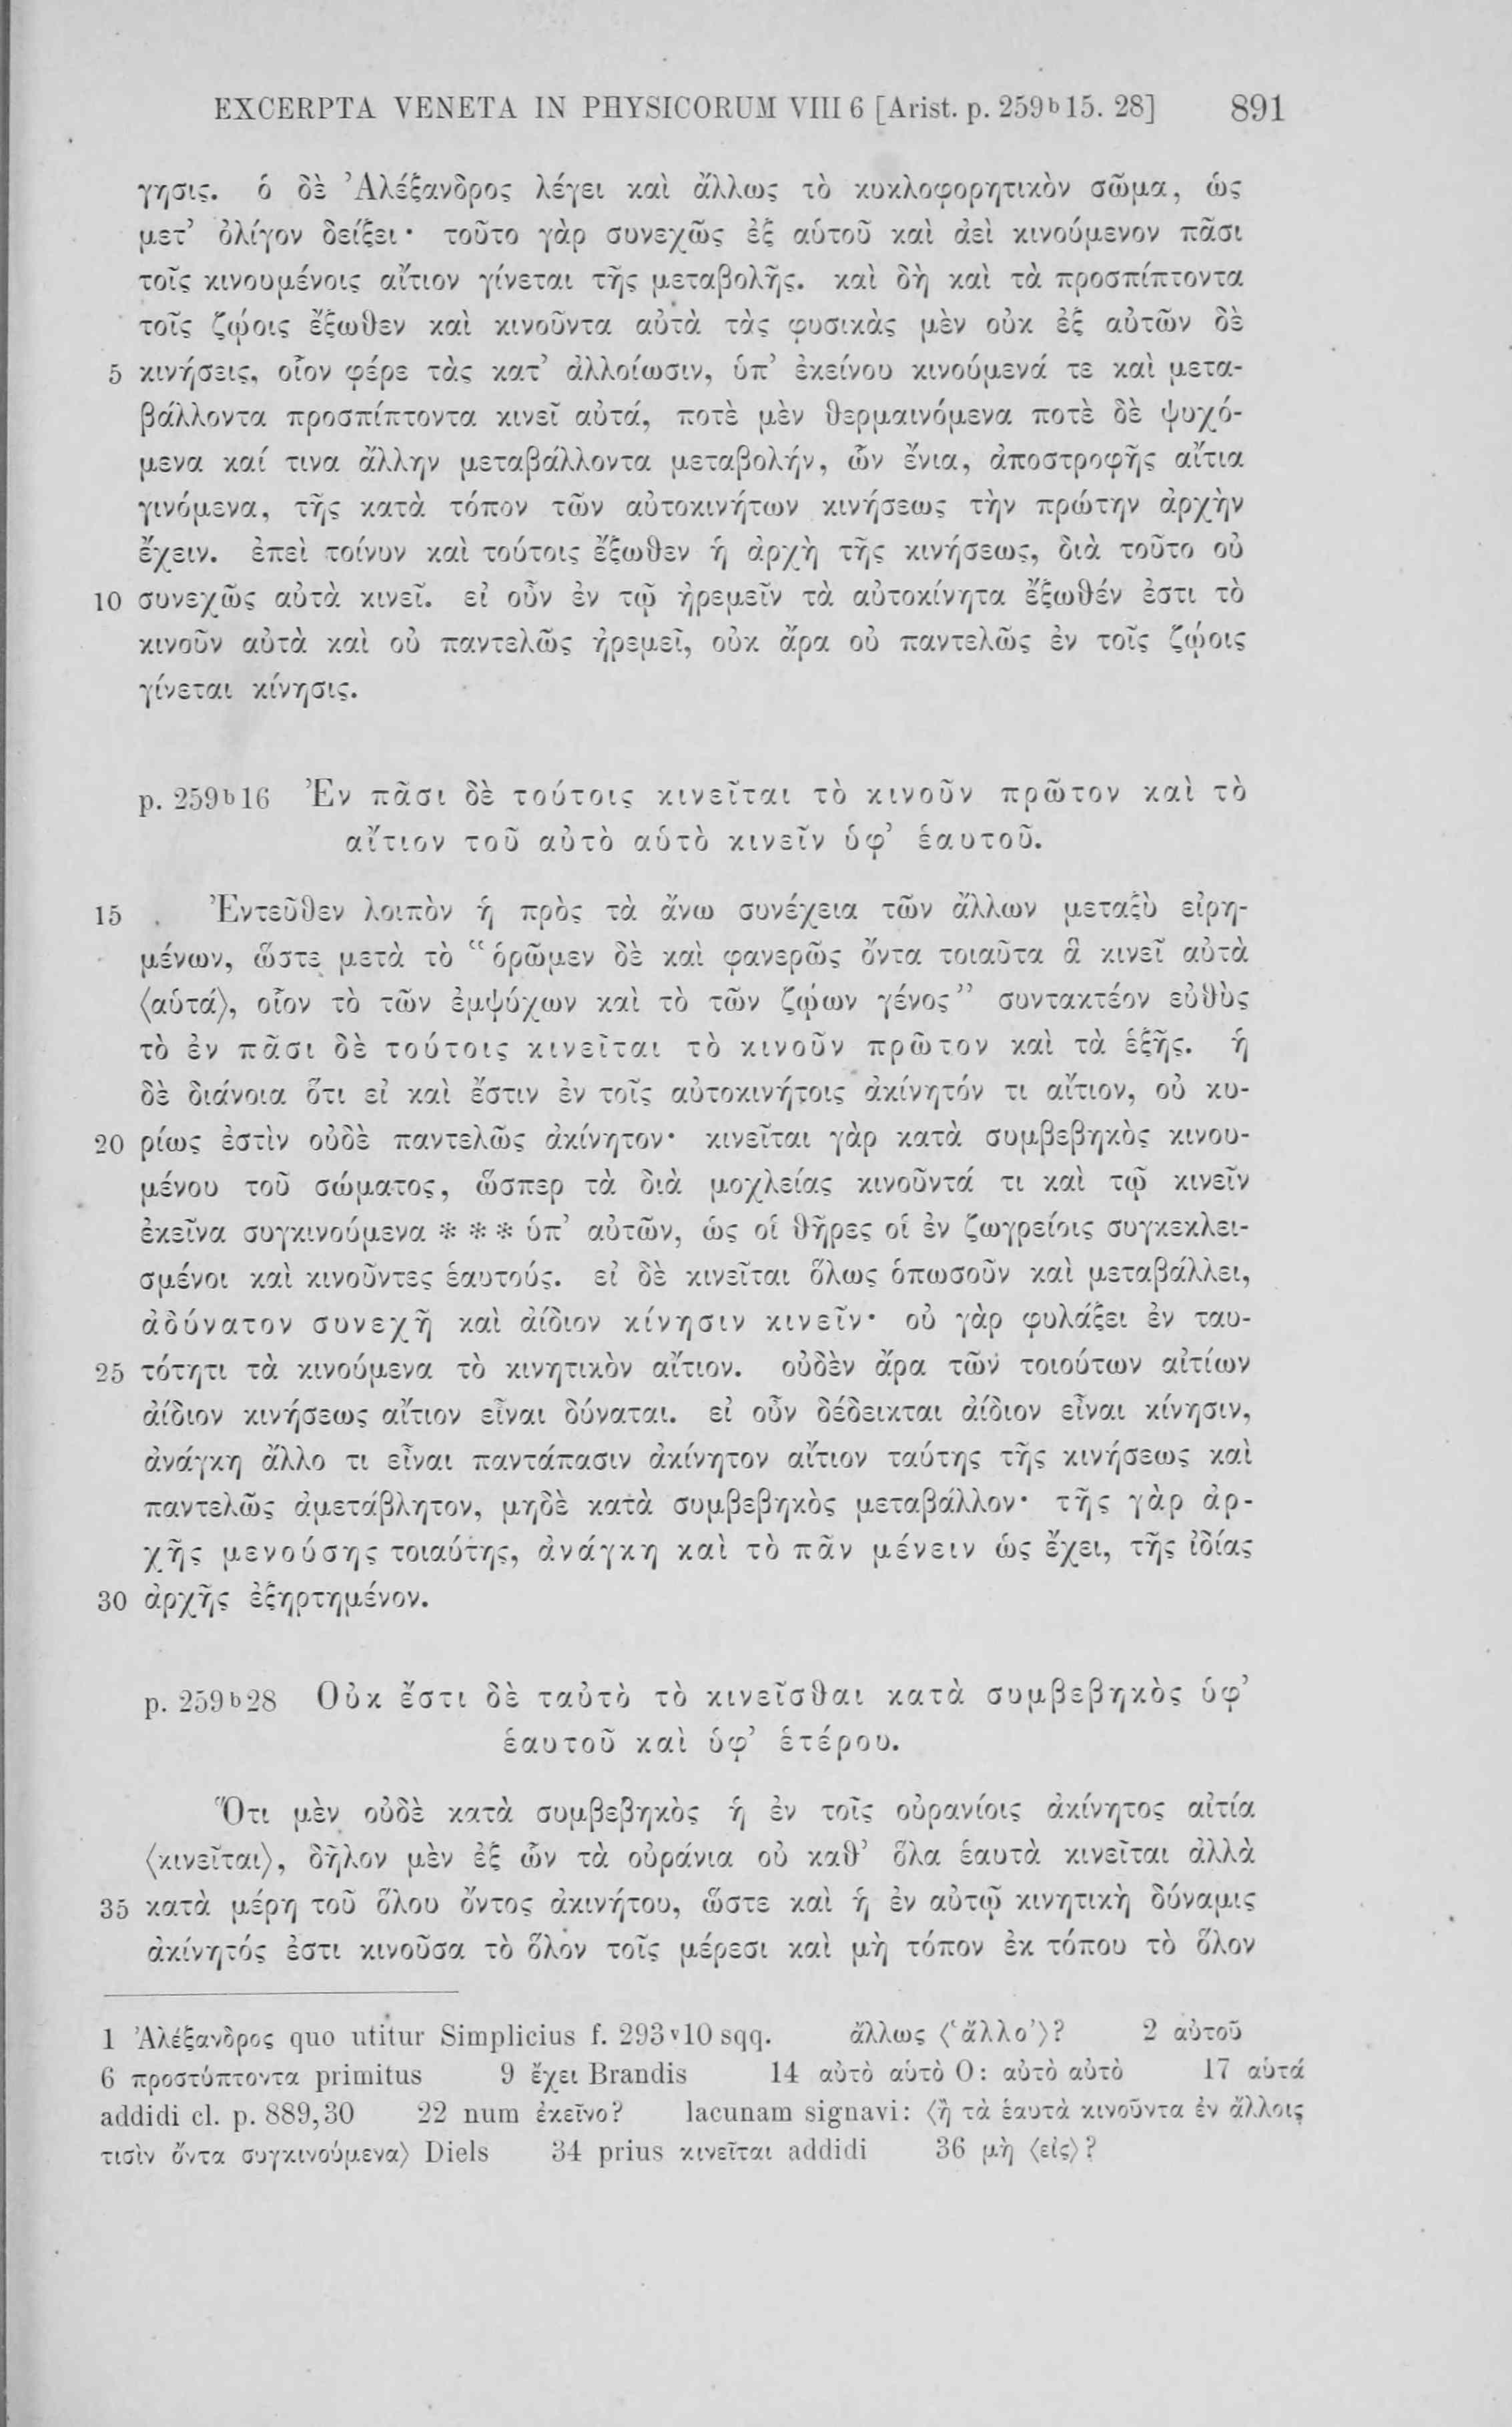 EXCERPTA VENETA IN PHYSICORUM VIII 6 [Arist. p. 259ᵇ15. 28] 891
γησις. ὁ δὲ Ἀλέξανδρος λέγει καὶ ἄλλως τὸ κυκλοφορητικὸν σῶμα, ὡς
μετ’ ὀλίγον δείξει· τοῦτο γὰρ συνεχῶς ἐξ αὑτοῦ καὶ ἀεὶ κινούμενον πᾶσι
τοῖς κινουμένοις αἴτιον γίνεται τῆς μεταβολῆς. καὶ δὴ καὶ τὰ προσπίπτοντα
τοῖς ζῴοις ἔξωθεν καὶ κινοῦντα αὐτὰ τὰς φυσικὰς μὲν οὐκ ἐξ αὐτῶν δὲ
5 κινήσεις, οἷον φέρε τὰς κατ’ ἀλλοίωσιν, ὑπ’ ἐκείνου κινούμενά τε καὶ μετα-
βάλλοντα προσπίπτοντα κινεῖ αὐτά, ποτὲ μὲν θερμαινόμενα ποτὲ δὲ ψυχό-
μενα καί τινα ἄλλην μεταβάλλοντα μεταβολήν, ὧν ἔνια, ἀποστροφῆς αἴτια
γινόμενα, τῆς κατὰ τόπον τῶν αὐτοκινήτων κινήσεως τὴν πρώτην ἀρχὴν
ἔχειν. ἐπεὶ τοίνυν καὶ τούτοις ἔξωθεν ἡ ἀρχὴ τῆς κινήσεως, διὰ τοῦτο οὐ
10 συνεχῶς αὐτὰ κινεῖ. εἰ οὖν ἐν τῷ ἠρεμεῖν τὰ αὐτοκίνητα ἔξωθέν ἐστι τὸ
κινοῦν αὐτὰ καὶ οὐ παντελῶς ἠρεμεῖ, οὐκ ἄρα οὐ παντελῶς ἐν τοῖς ζῴοις
γίνεται κίνησις.
p. 259ᵇ16 Ἐν πᾶσι δὲ τούτοις κινεῖται τὸ κινοῦν πρῶτον καὶ τὸ
αἴτιον τοῦ αὐτὸ αὑτὸ κινεῖν ὑφ’ ἑαυτοῦ.
15 Ἐντεῦθεν λοιπὸν ἡ πρὸς τὰ ἄνω συνέχεια τῶν ἄλλων μεταξὺ εἰρη-
μένων, ὥστε μετὰ τὸ “ὁρῶμεν δὲ καὶ φανερῶς ὄντα τοιαῦτα ἃ κινεῖ αὐτὰ
⟨αὑτά⟩, οἷον τὸ τῶν ἐμψύχων καὶ τὸ τῶν ζῴων γένος” συντακτέον εὐθὺς
τὸ ἐν πᾶσι δὲ τούτοις κινεῖται τὸ κινοῦν πρῶτον καὶ τὰ ἑξῆς. ἡ
δὲ διάνοια ὅτι εἰ καὶ ἔστιν ἐν τοῖς αὐτοκινήτοις ἀκίνητόν τι αἴτιον, οὐ κυ-
20 ρίως ἐστὶν οὐδὲ παντελῶς ἀκίνητον· κινεῖται γὰρ κατὰ συμβεβηκὸς κινου-
μένου τοῦ σώματος, ὥσπερ τὰ διὰ μοχλείας κινοῦντά τι καὶ τῷ κινεῖν
ἐκεῖνα συγκινούμενα * * * ὑπ’ αὐτῶν, ὡς οἱ θῆρες οἱ ἐν ζωγρείοις συγκεκλει-
σμένοι καὶ κινοῦντες ἑαυτούς. εἰ δὲ κινεῖται ὅλως ὁπωσοῦν καὶ μεταβάλλει,
ἀδύνατον συνεχῆ καὶ ἀίδιον κίνησιν κινεῖν· οὐ γὰρ φυλάξει ἐν ταυ-
25 τότητι τὰ κινούμενα τὸ κινητικὸν αἴτιον. οὐδὲν ἄρα τῶν τοιούτων αἰτίων
ἀίδιον κινήσεως αἴτιον εἶναι δύναται. εἰ οὖν δέδεικται ἀίδιον εἶναι κίνησιν,
ἀνάγκη ἄλλο τι εἶναι παντάπασιν ἀκίνητον αἴτιον ταύτης τῆς κινήσεως καὶ
παντελῶς ἀμετάβλητον, μηδὲ κατὰ συμβεβηκὸς μεταβάλλον· τῆς γὰρ ἀρ-
χῆς μενούσης τοιαύτης, ἀνάγκη καὶ τὸ πᾶν μένειν ὡς ἔχει, τῆς ἰδίας
30 ἀρχῆς ἐξηρτημένον.
p. 259ᵇ28 Οὐκ ἔστι δὲ ταὐτὸ τὸ κινεῖσθαι κατὰ συμβεβηκὸς ὑφ’
ἑαυτοῦ καὶ ὑφ’ ἑτέρου.
Ὅτι μὲν οὐδὲ κατὰ συμβεβηκὸς ἡ ἐν τοῖς οὐρανίοις ἀκίνητος αἰτία
⟨κινεῖται⟩, δῆλον μὲν ἐξ ὧν τὰ οὐράνια οὐ καθ’ ὅλα ἑαυτὰ κινεῖται ἀλλὰ
35 κατὰ μέρη τοῦ ὅλου ὄντος ἀκινήτου, ὥστε καὶ ἡ ἐν αὐτῷ κινητικὴ δύναμις
ἀκίνητός ἐστι κινοῦσα τὸ ὅλον τοῖς μέρεσι καὶ μὴ τόπον ἐκ τόπου τὸ ὅλον
1 Ἀλέξανδρος quo utitur Simplicius f. 293ᵛ10 sqq. ἄλλως ⟨‘ἄλλο’⟩? 2 αὐτοῦ
6 προστύπτοντα primitus 9 ἔχει Brandis 14 αὐτὸ αὑτὸ O: αὐτὸ αὐτὸ 17 αὑτά
addidi cl. p. 889,30 22 num ἐκεῖνο? lacunam signavi: ⟨ἢ τὰ ἑαυτὰ κινοῦντα ἐν ἄλλοις
τισὶν ὄντα συγκινούμενα⟩ Diels 34 prius κινεῖται addidi 36 μὴ ⟨εἰς⟩?